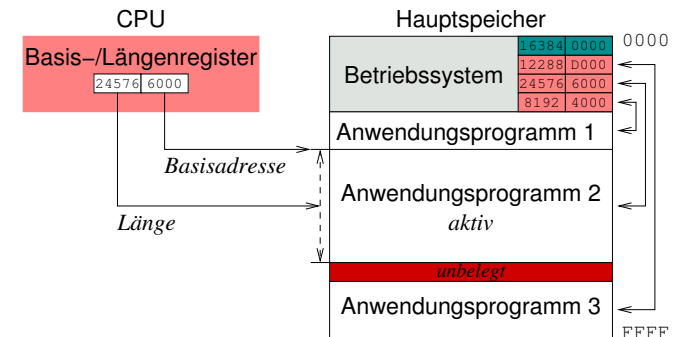 CPU
Hauptspeicher
Basis–/Längenregister
24576 6000
Betriebssystem
16384 0000
12288 D000
24576 6000
8192 4000
0000
Anwendungsprogramm 1
Basisadresse
Anwendungsprogramm 2
aktiv
Länge
unbelegt
Anwendungsprogramm 3
FFFF